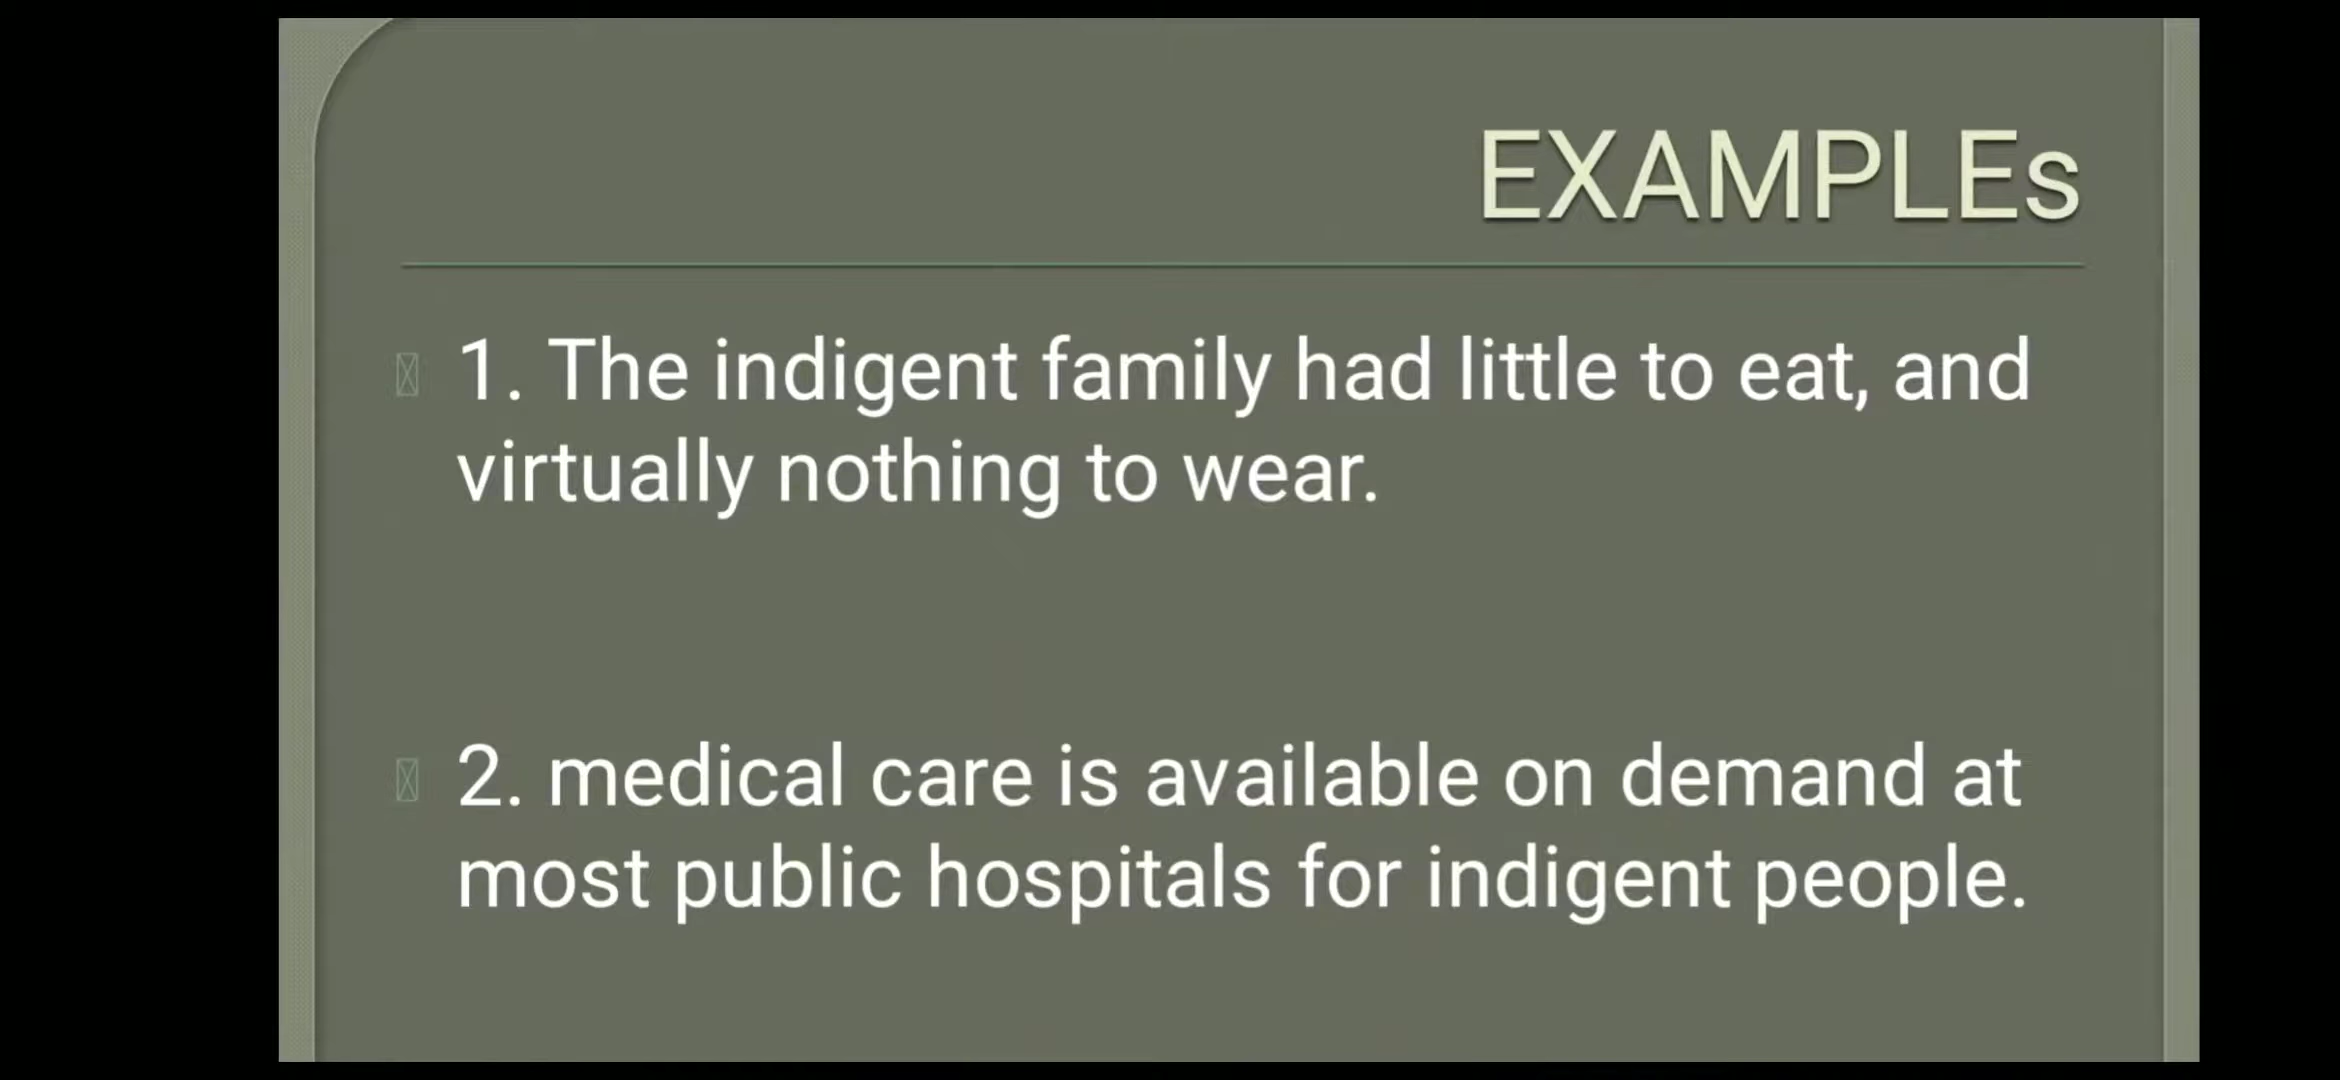 EXAMPLEs
1. The indigent family had little to eat, and
virtually nothing to wear.
2. medical care is available on demand at
most public hospitals for indigent people.